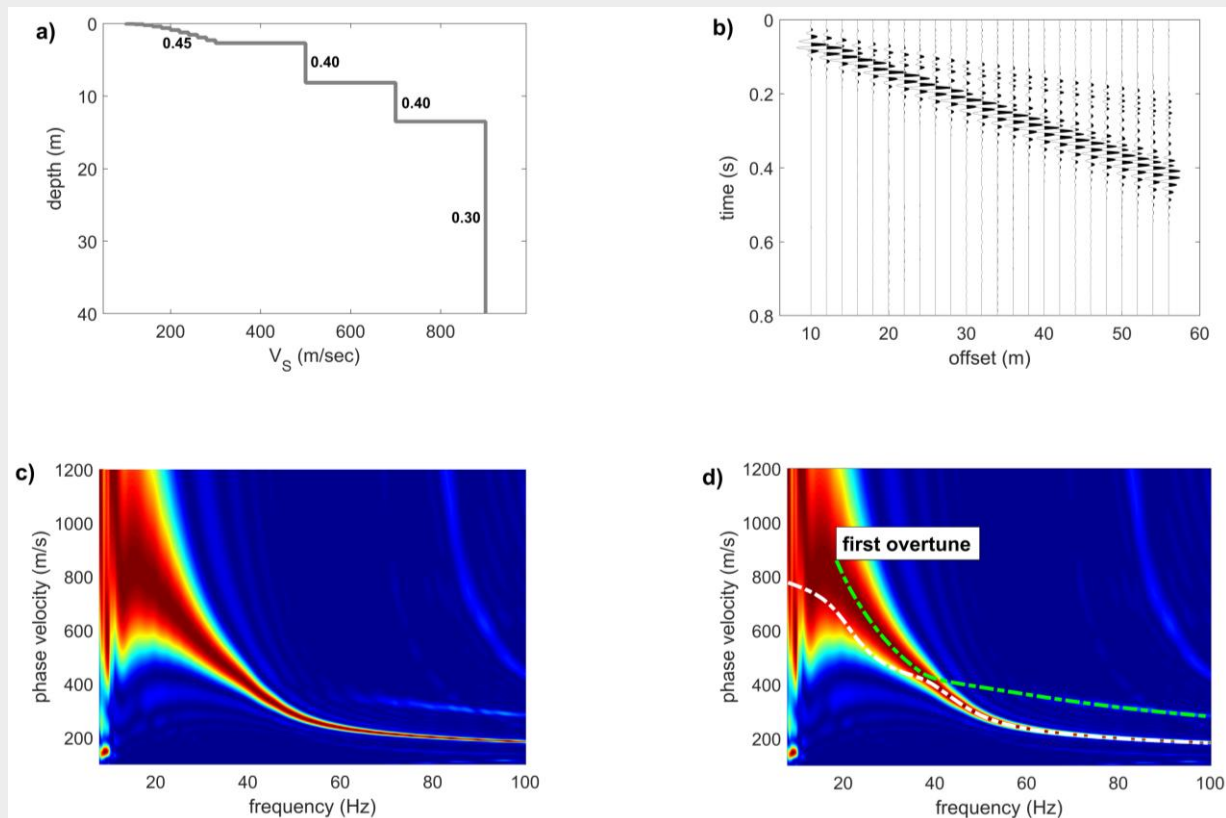 a)
0
10
20
30
40
depth (m)
0.45
0.40
0.40
0.30
200 400 600 800
V_S (m/sec)
b)
0
0.2
0.4
0.6
0.8
time (s)
10 20 30 40 50 60
offset (m)
c)
1200
1000
800
600
400
200
phase velocity (m/s)
20 40 60 80 100
frequency (Hz)
d)
1200
1000
800
600
400
200
phase velocity (m/s)
first overtune
20 40 60 80 100
frequency (Hz)